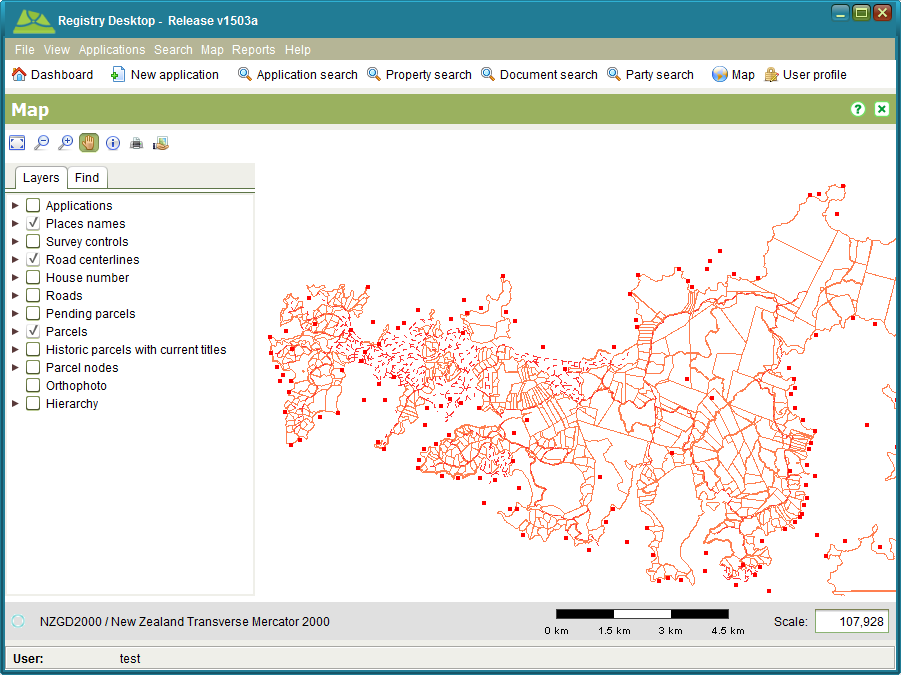 Registry Desktop - Release v1503a
File View Applications Search Map Reports Help
Dashboard New application Application search Property search Document search Party search Map User profile
Map
Layers Find
Applications
Places names
Survey controls
Road centerlines
House number
Roads
Pending parcels
Parcels
Historic parcels with current titles
Parcel nodes
Orthophoto
Hierarchy
NZGD2000 / New Zealand Transverse Mercator 2000
0 km 1.5 km 3 km 4.5 km
Scale: 107,928
User: test